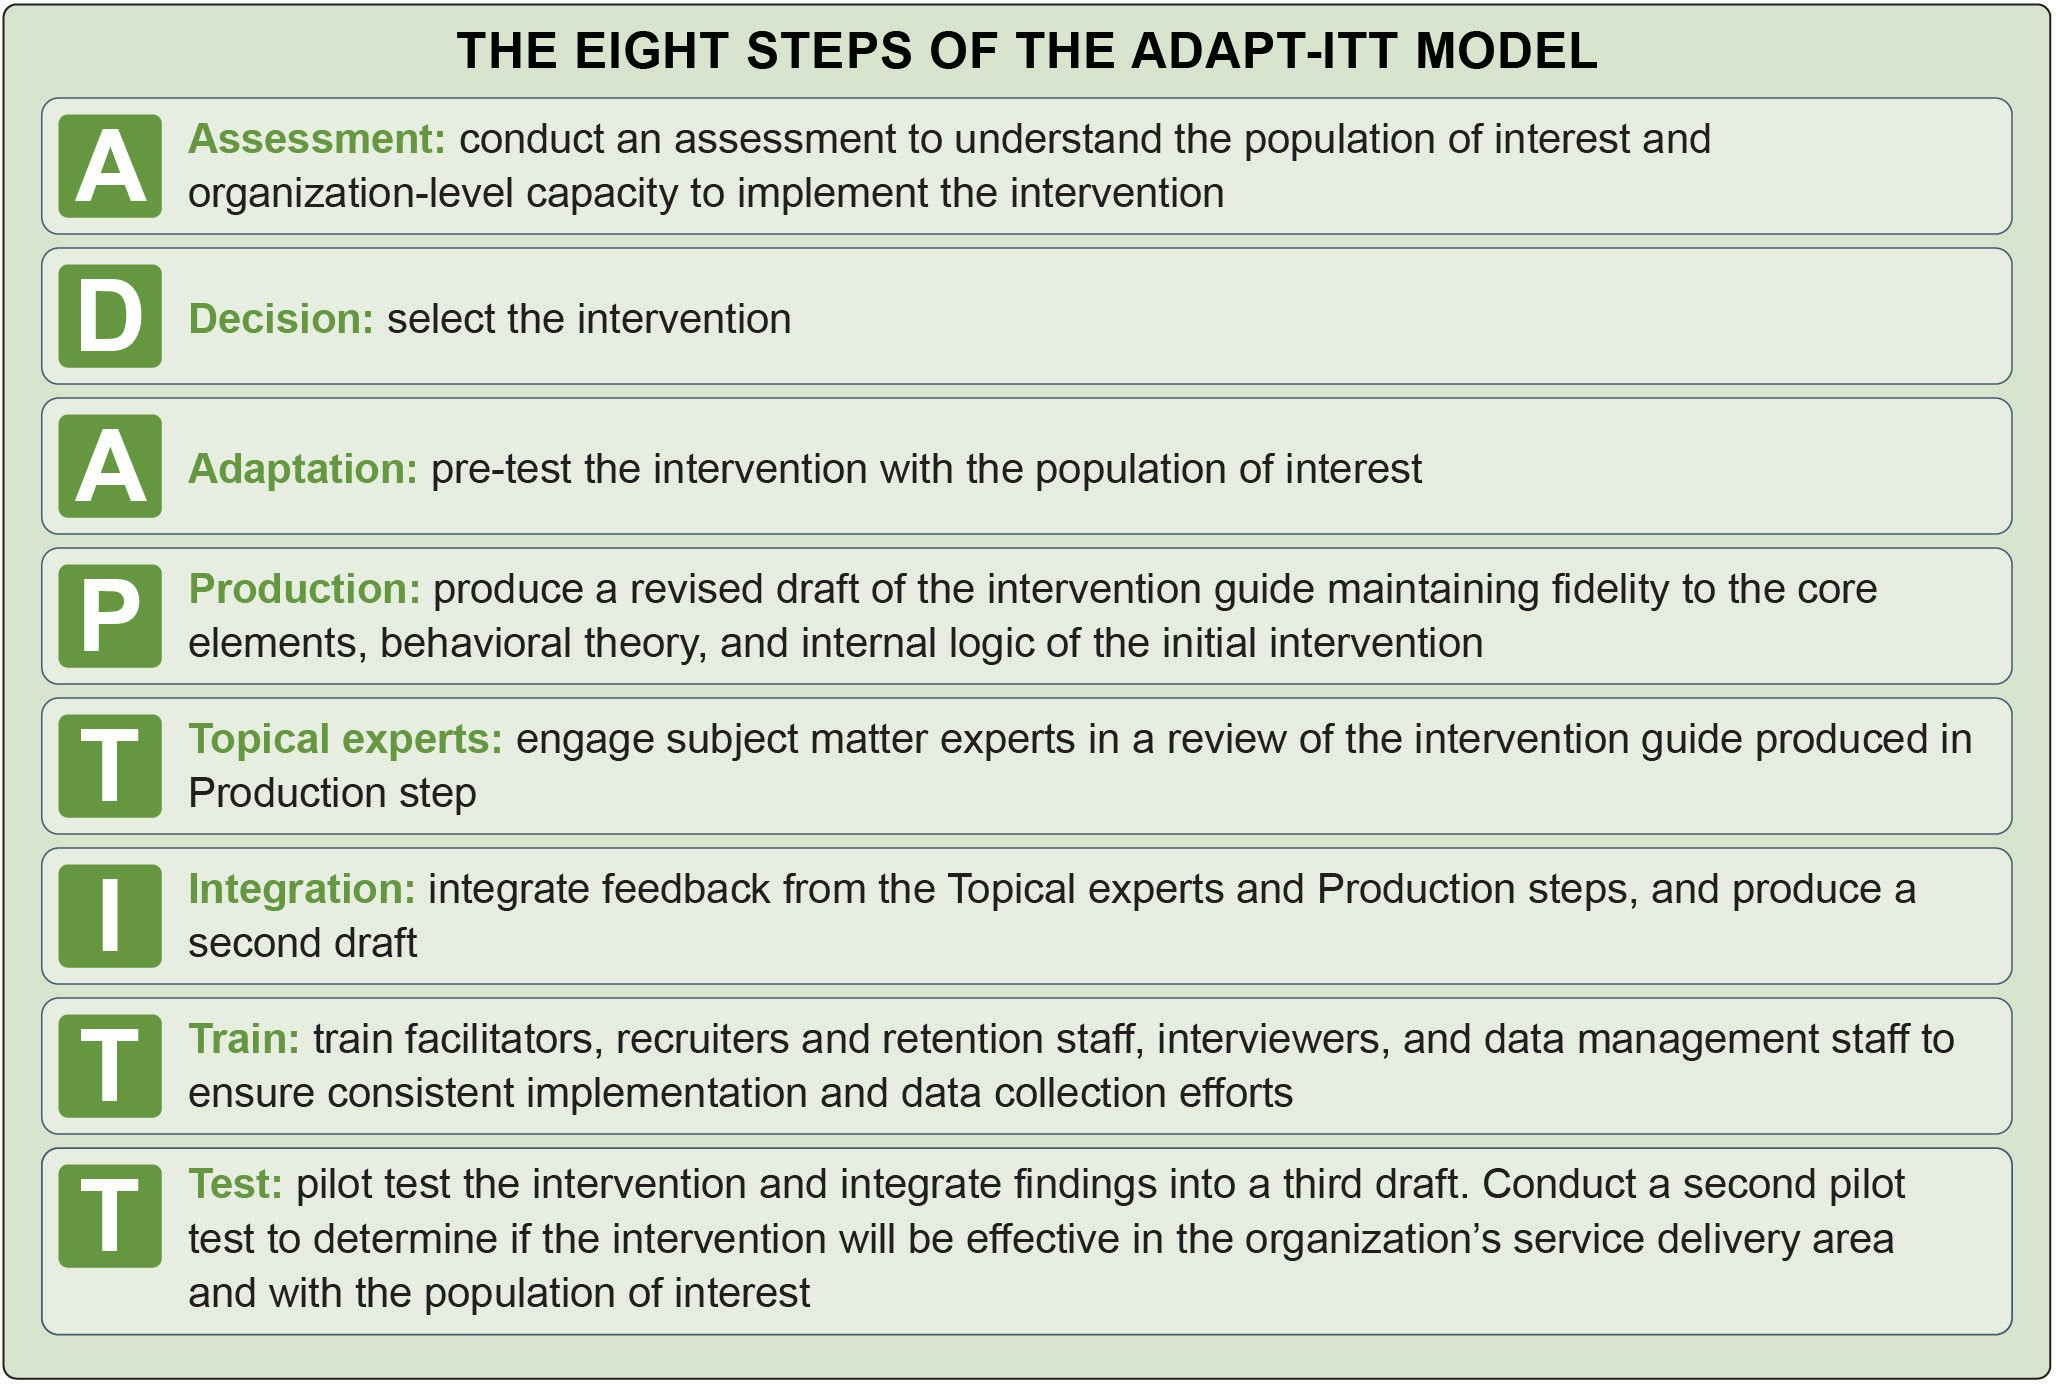 THE EIGHT STEPS OF THE ADAPT-ITT MODEL
A
Assessment: conduct an assessment to understand the population of interest and
organization-level capacity to implement the intervention
D
Decision: select the intervention
A
Adaptation: pre-test the intervention with the population of interest
P
Production: produce a revised draft of the intervention guide maintaining fidelity to the core
elements, behavioral theory, and internal logic of the initial intervention
T
Topical experts: engage subject matter experts in a review of the intervention guide produced in
Production step
I
Integration: integrate feedback from the Topical experts and Production steps, and produce a
second draft
T
Train: train facilitators, recruiters and retention staff, interviewers, and data management staff to
ensure consistent implementation and data collection efforts
T
Test: pilot test the intervention and integrate findings into a third draft. Conduct a second pilot
test to determine if the intervention will be effective in the organization’s service delivery area
and with the population of interest